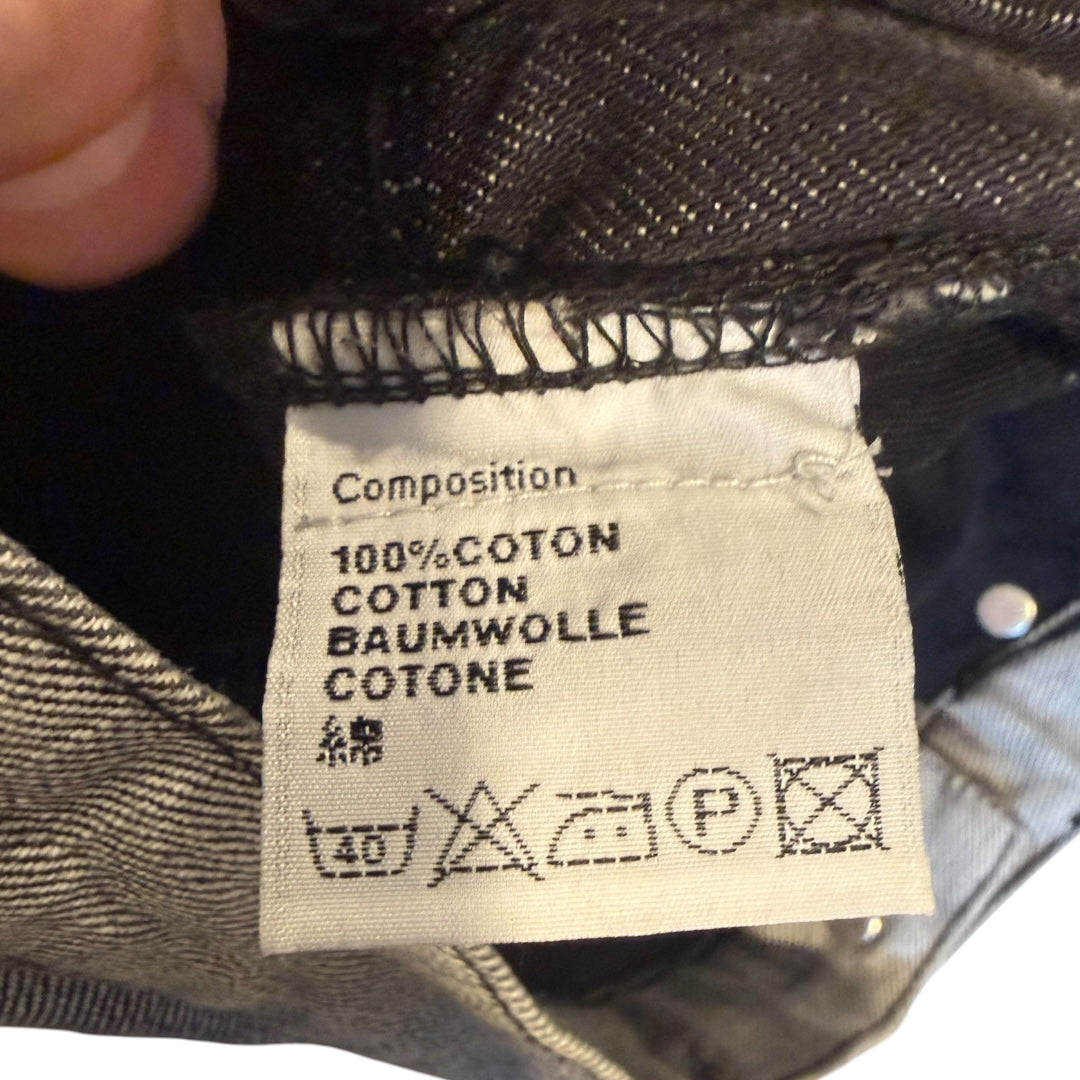 Composition
100%COTON
COTTON
BAUMWOLLE
COTONE
綿
40 P